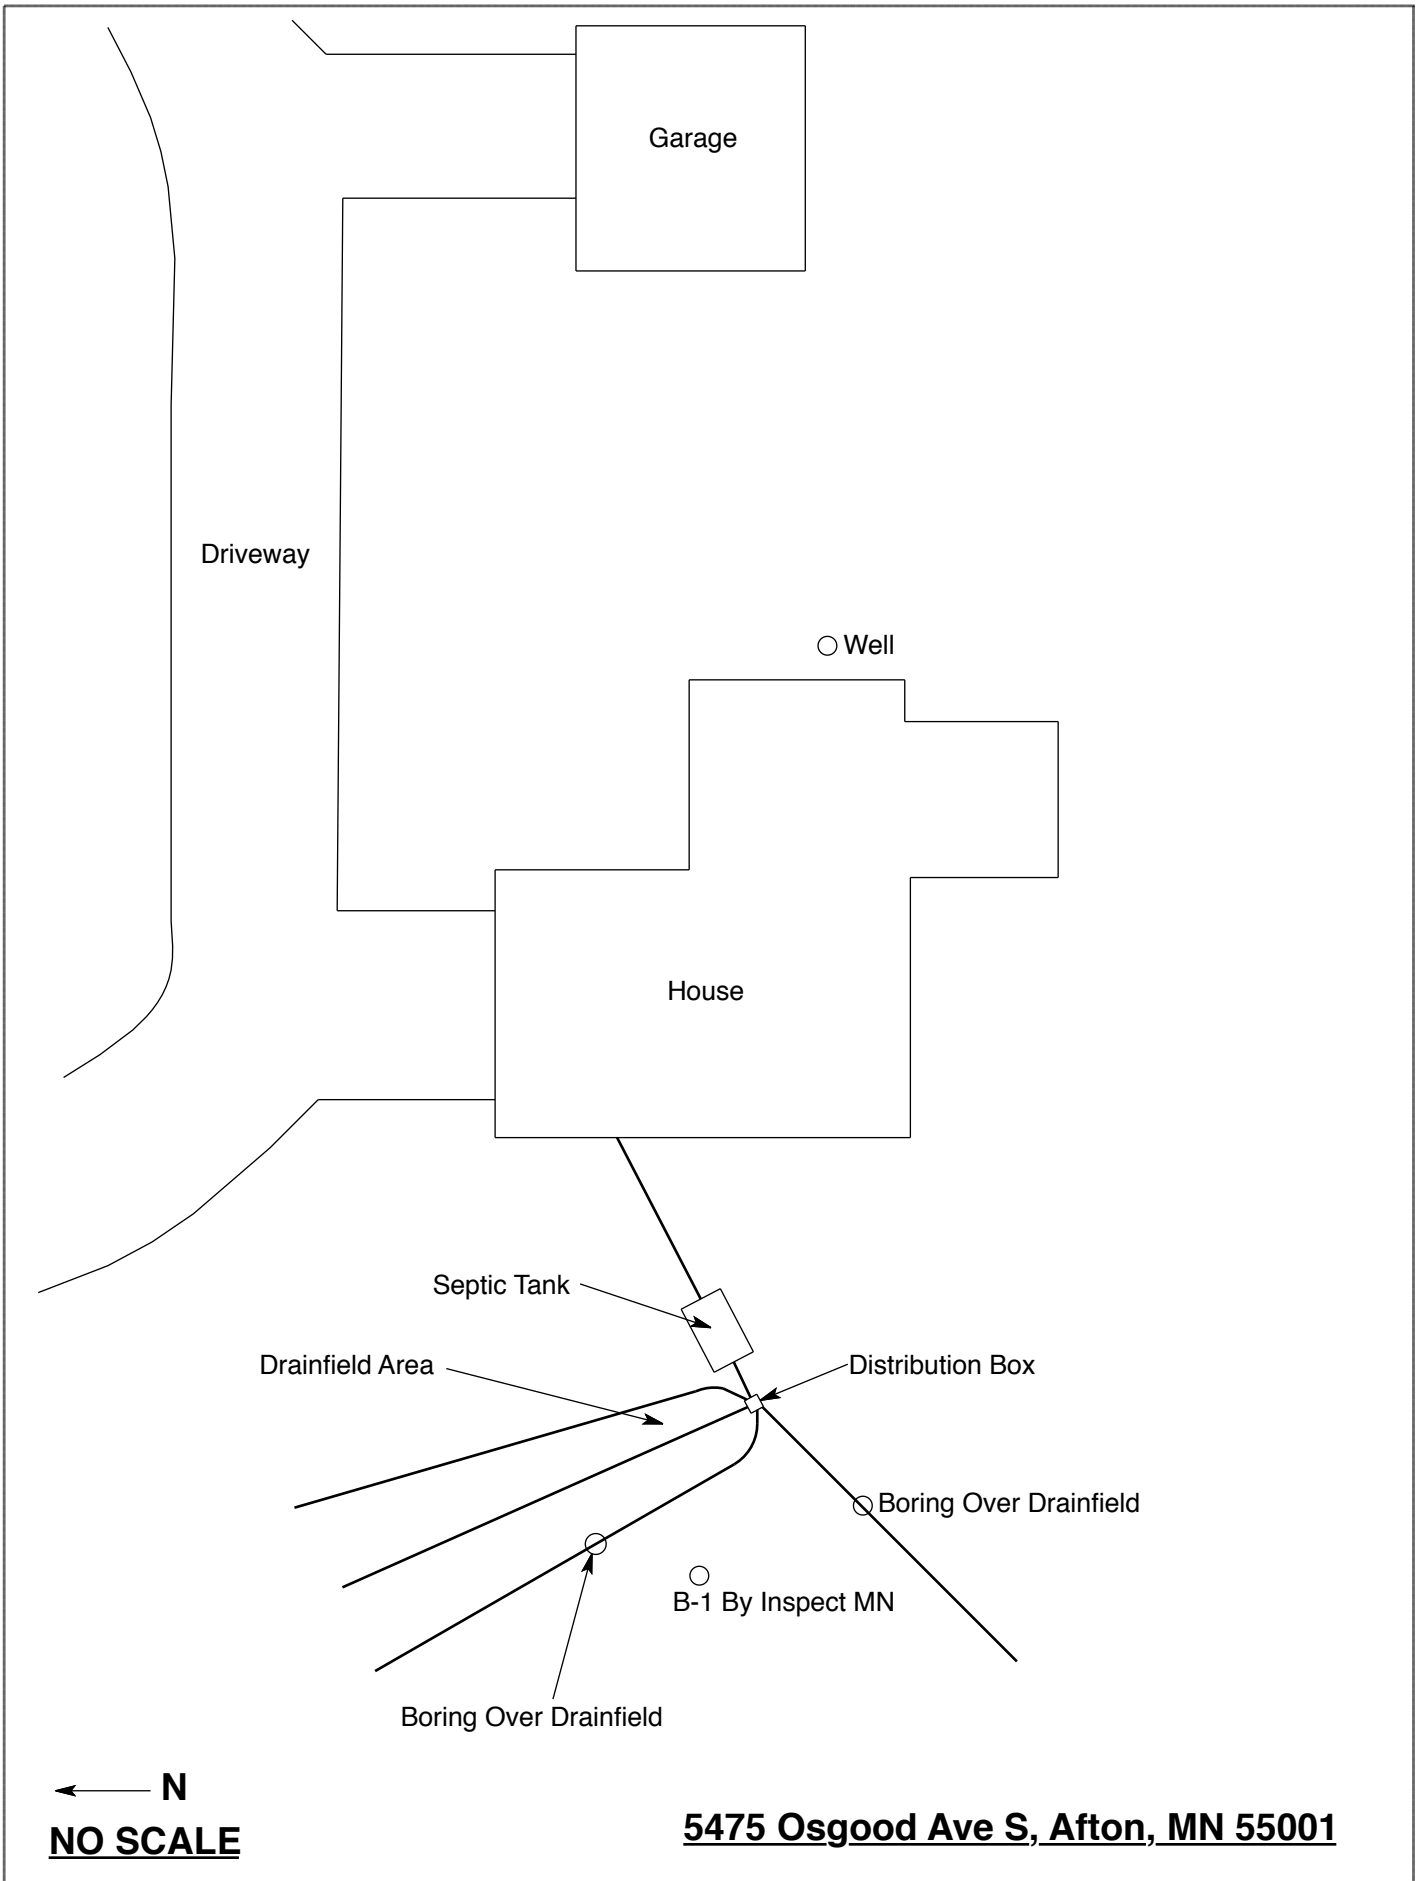 Garage
Driveway
Well
House
Septic Tank
Drainfield Area
Distribution Box
Boring Over Drainfield
B-1 By Inspect MN
Boring Over Drainfield
N
NO SCALE
5475 Osgood Ave S, Afton, MN 55001